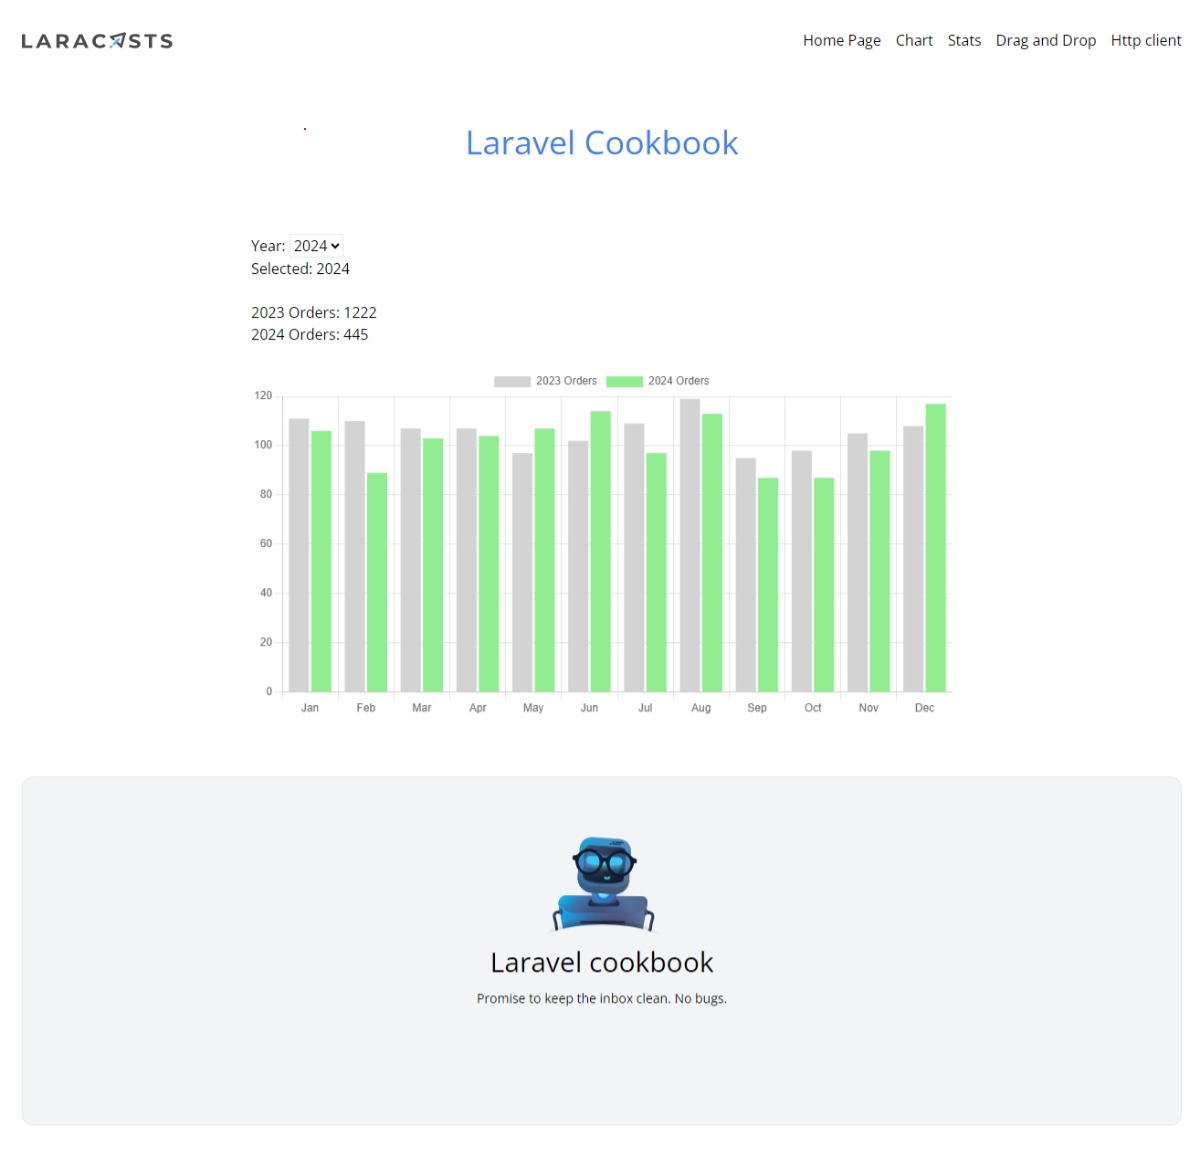 LARACASTS
Home Page Chart Stats Drag and Drop Http client
Laravel Cookbook
Year: 2024
Selected: 2024
2023 Orders: 1222
2024 Orders: 445
2023 Orders 2024 Orders
120
100
80
60
40
20
0
Jan Feb Mar Apr May Jun Jul Aug Sep Oct Nov Dec
Laravel cookbook
Promise to keep the inbox clean. No bugs.